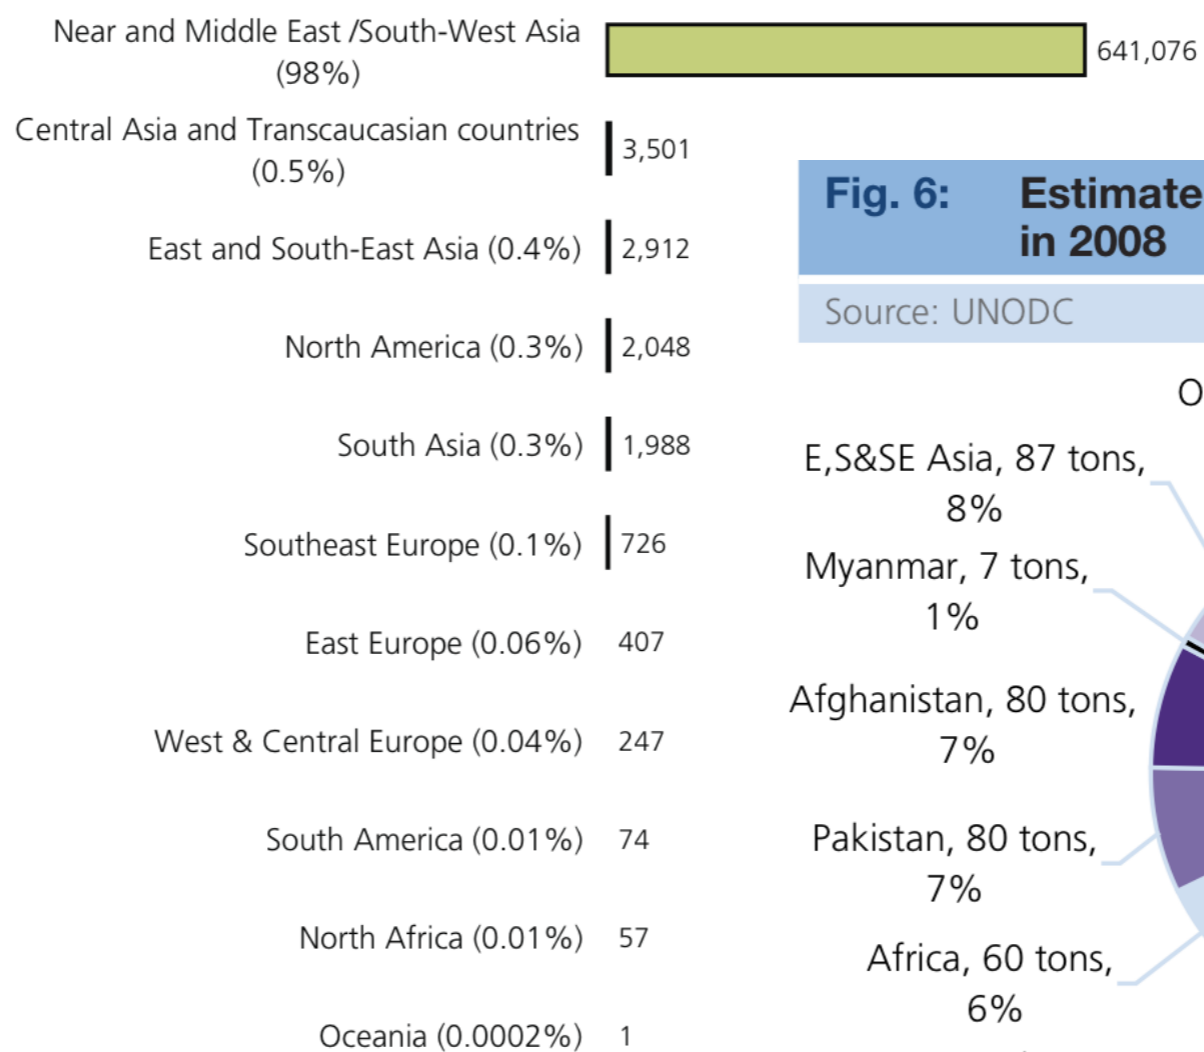 Near and Middle East /South-West Asia
(98%)
641,076
Central Asia and Transcaucasian countries
(0.5%)
3,501
East and South-East Asia (0.4%)
2,912
North America (0.3%)
2,048
South Asia (0.3%)
1,988
Southeast Europe (0.1%)
726
East Europe (0.06%)
407
West & Central Europe (0.04%)
247
South America (0.01%)
74
North Africa (0.01%)
57
Oceania (0.0002%)
1
Fig. 6: Estimate
in 2008
Source: UNODC
O
E,S&SE Asia, 87 tons,
8%
Myanmar, 7 tons,
1%
Afghanistan, 80 tons,
7%
Pakistan, 80 tons,
7%
Africa, 60 tons,
6%